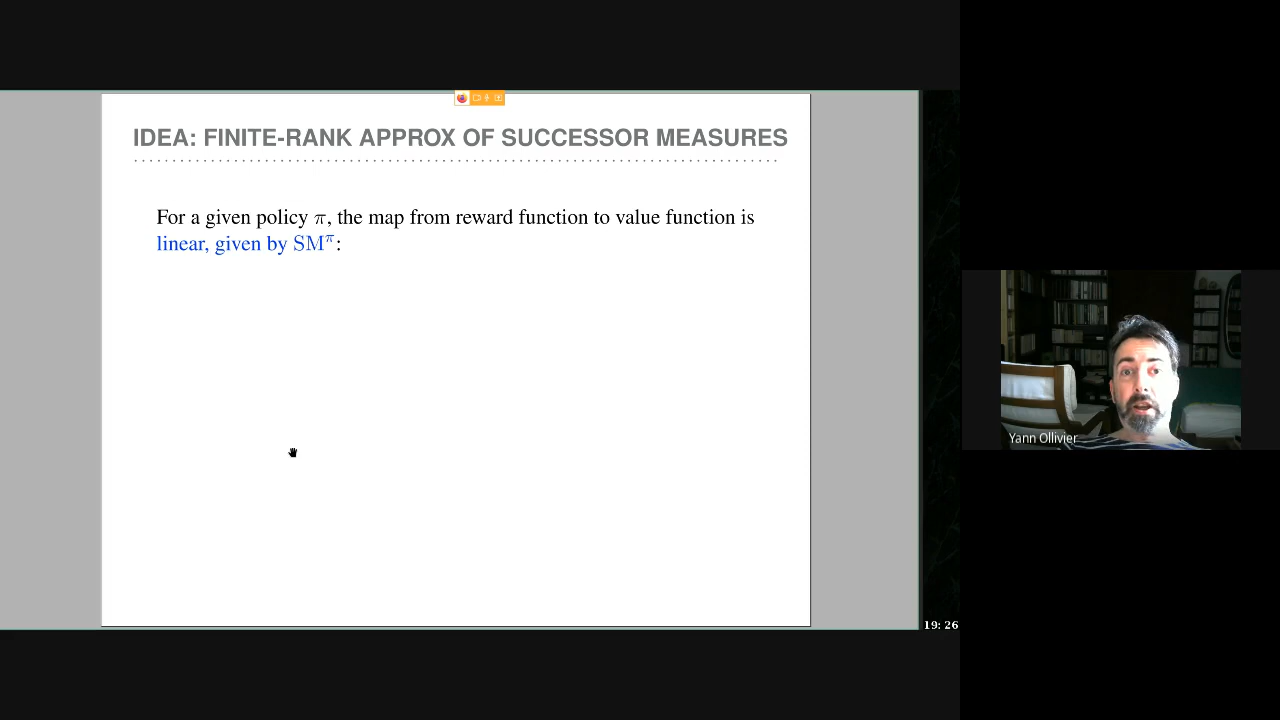 IDEA: FINITE-RANK APPROX OF SUCCESSOR MEASURES
For a given policy π, the map from reward function to value function is
linear, given by SM^π:
Yann Ollivier
19: 26